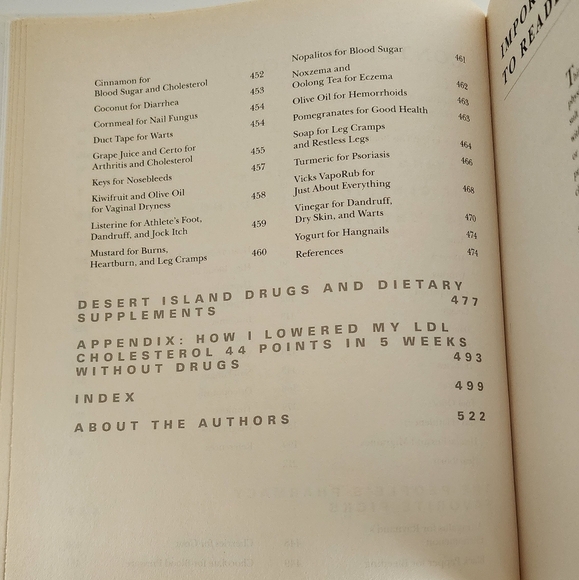 Cinnamon for
Blood Sugar and Cholesterol 452
Coconut for Diarrhea 453
Cornmeal for Nail Fungus 454
Duct Tape for Warts 454
Grape Juice and Certo for
Arthritis and Cholesterol 455
Keys for Nosebleeds 457
Kiwifruit and Olive Oil
for Vaginal Dryness 458
Listerine for Athlete's Foot,
Dandruff, and Jock Itch 459
Mustard for Burns,
Heartburn, and Leg Cramps 460
Nopalitos for Blood Sugar 461
Noxzema and
Oolong Tea for Eczema 462
Olive Oil for Hemorrhoids 463
Pomegranates for Good Health 463
Soap for Leg Cramps
and Restless Legs 464
Turmeric for Psoriasis 466
Vicks VapoRub for
Just About Everything 468
Vinegar for Dandruff,
Dry Skin, and Warts 470
Yogurt for Hangnails 474
References 474
DESERT ISLAND DRUGS AND DIETARY
SUPPLEMENTS 477
APPENDIX: HOW I LOWERED MY LDL
CHOLESTEROL 44 POINTS IN 5 WEEKS
WITHOUT DRUGS 493
INDEX 499
ABOUT THE AUTHORS 522
TO